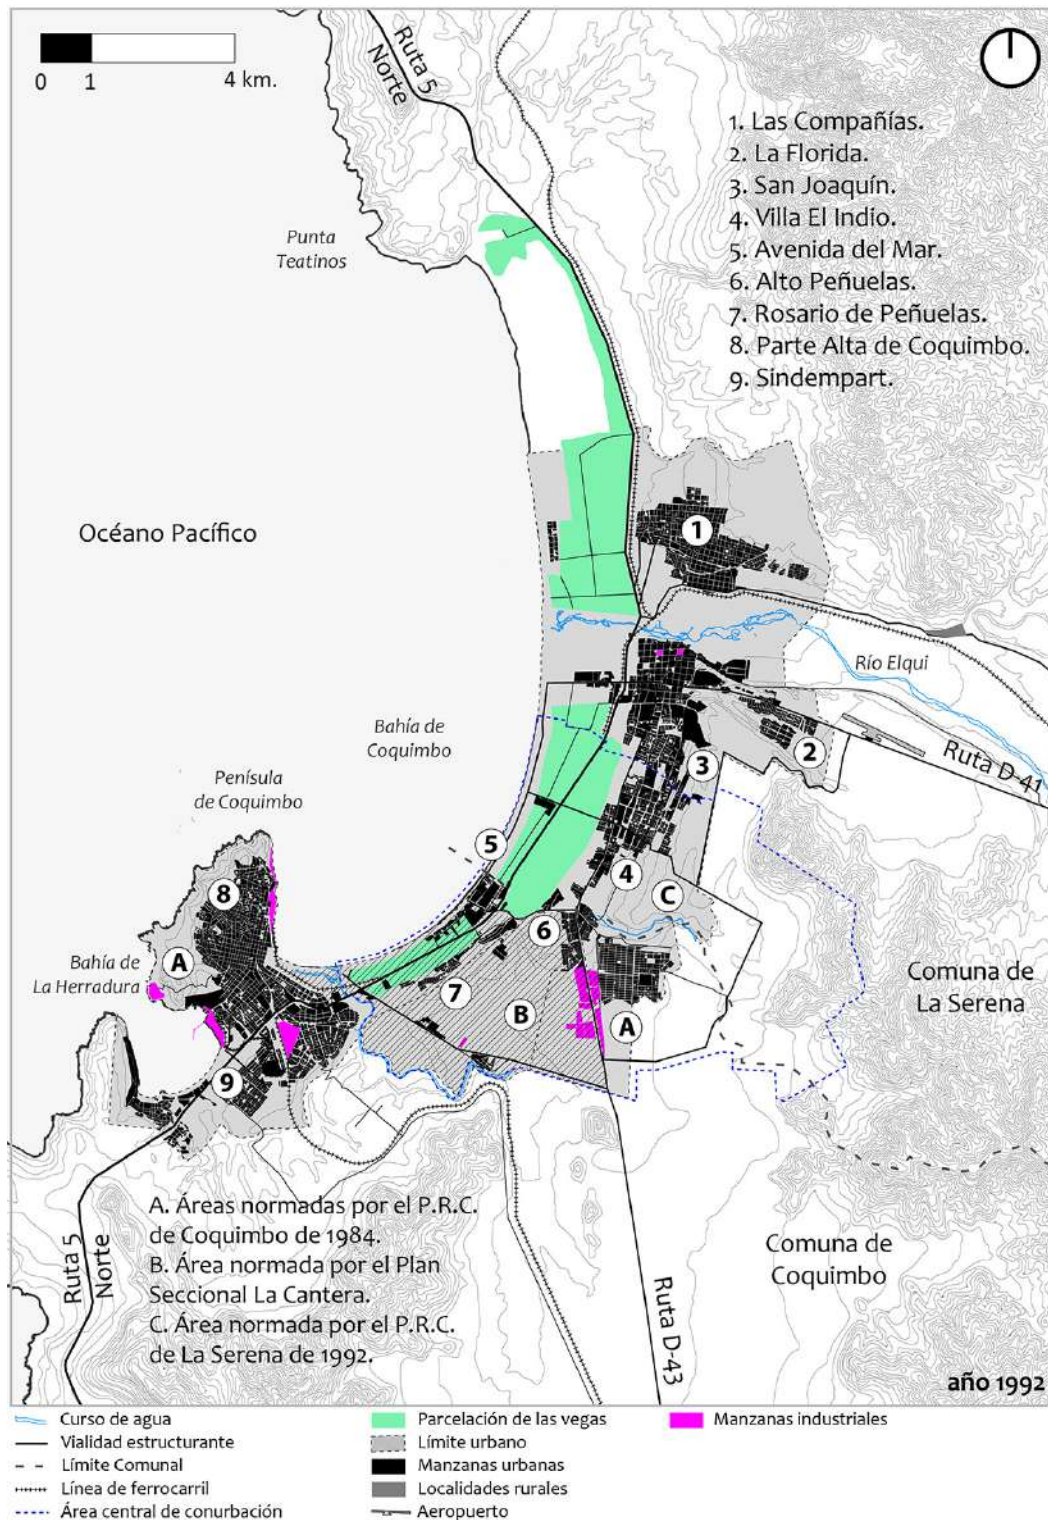 0 1 4 km.
Ruta 5
Norte
1. Las Compañías.
2. La Florida.
3. San Joaquín.
4. Villa El Indio.
5. Avenida del Mar.
6. Alto Peñuelas.
7. Rosario de Peñuelas.
8. Parte Alta de Coquimbo.
9. Sindempart.
Punta
Teatinos
Océano Pacífico
1
Río Elqui
Bahía de
Coquimbo
2
Ruta D-41
3
Penísula
de Coquimbo
5
4
8
C
6
A
Bahía de
La Herradura
Comuna de
La Serena
7
B
A
9
A. Áreas normadas por el P.R.C.
de Coquimbo de 1984.
B. Área normada por el Plan
Seccional La Cantera.
C. Área normada por el P.R.C.
de La Serena de 1992.
Ruta 5
Norte
Comuna de
Coquimbo
Ruta D-43
año 1992
Curso de agua
Vialidad estructurante
Límite Comunal
Línea de ferrocarril
Área central de conurbación
Parcelación de las vegas
Límite urbano
Manzanas urbanas
Localidades rurales
Aeropuerto
Manzanas industriales